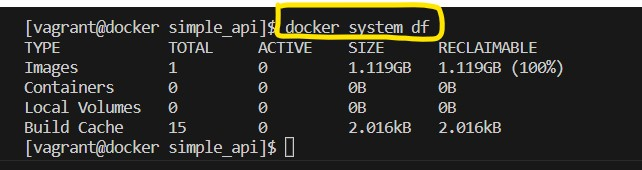 [vagrant@docker simple_api]$ docker system df
TYPE TOTAL ACTIVE SIZE RECLAIMABLE
Images 1 0 1.119GB 1.119GB (100%)
Containers 0 0 0B 0B
Local Volumes 0 0 0B 0B
Build Cache 15 0 2.016kB 2.016kB
[vagrant@docker simple_api]$